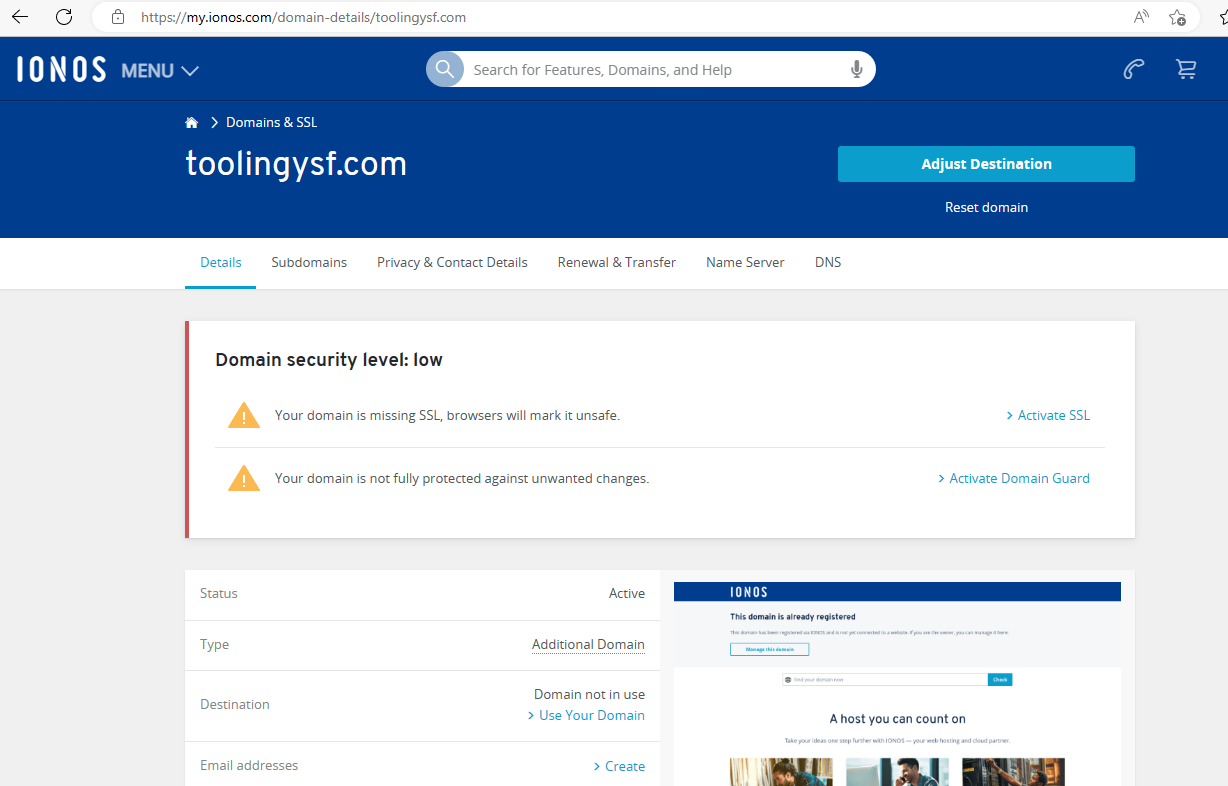 https://my.ionos.com/domain-details/toolingysf.com
IONOS MENU
Search for Features, Domains, and Help
Domains & SSL
toolingysf.com
Adjust Destination
Reset domain
Details Subdomains Privacy & Contact Details Renewal & Transfer Name Server DNS
Domain security level: low
Your domain is missing SSL, browsers will mark it unsafe. > Activate SSL
Your domain is not fully protected against unwanted changes. > Activate Domain Guard
Status Active
Type Additional Domain
Destination Domain not in use
> Use Your Domain
Email addresses > Create
IONOS
This domain is already registered
This domain has been registered via IONOS and is not yet connected to a website. If you are the owner, you can manage it here.
Manage this domain
Find your domain now Check
A host you can count on
Take your ideas one step further with IONOS — your web hosting and cloud partner.